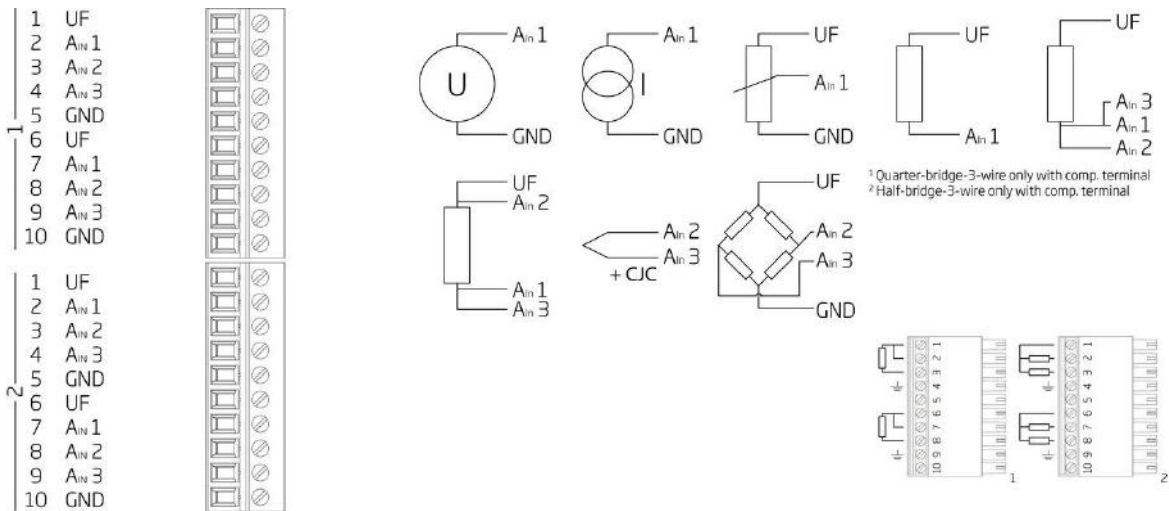 1 UF
2 AIN 1
3 AIN 2
4 AIN 3
5 GND
6 UF
7 AIN 1
8 AIN 2
9 AIN 3
10 GND
1
1 UF
2 AIN 1
3 AIN 2
4 AIN 3
5 GND
6 UF
7 AIN 1
8 AIN 2
9 AIN 3
10 GND
2
AIn 1
U
GND
AIn 1
I
GND
UF
AIn 1
GND
UF
AIn 1
UF
AIn 3
AIn 1
AIn 2
1 Quarter-bridge-3-wire only with comp. terminal
2 Half-bridge-3-wire only with comp. terminal
UF
AIn 2
AIn 1
AIn 3
AIn 2
AIn 3
+ CJC
UF
AIn 2
AIn 3
GND
1
2
3
4
5
6
7
8
9
10
1
1
2
3
4
5
6
7
8
9
10
2